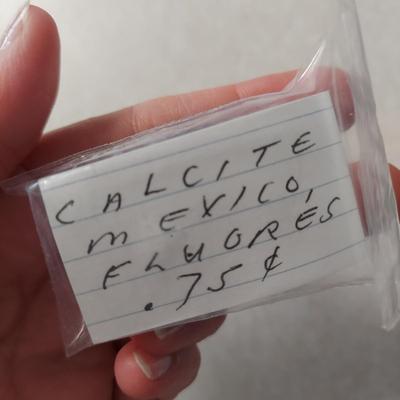 CALCITE
MEXICO,
FLUORES
.75¢